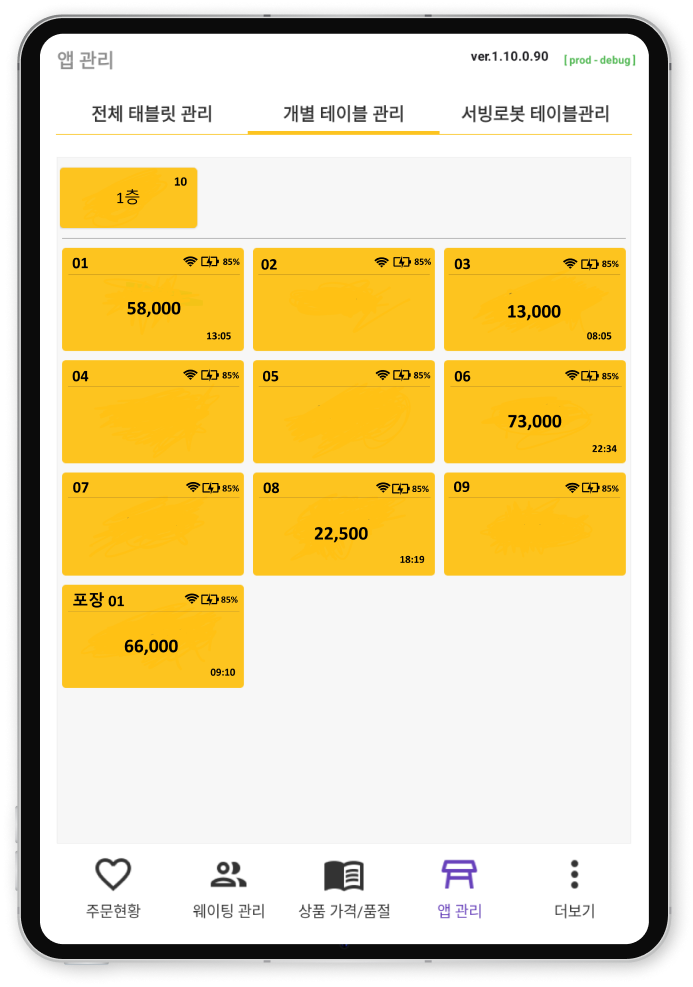 앱 관리
ver.1.10.0.90 [ prod - debug ]
전체 태블릿 관리 개별 테이블 관리 서빙로봇 테이블관리
10
1층
01 85% 02 85% 03 85%
58,000 13,000
13:05 08:05
04 85% 05 85% 06 85%
73,000
22:34
07 85% 08 85% 09 85%
22,500
18:19
포장 01 85%
66,000
09:10
주문현황 웨이팅 관리 상품 가격/품절 앱 관리 더보기